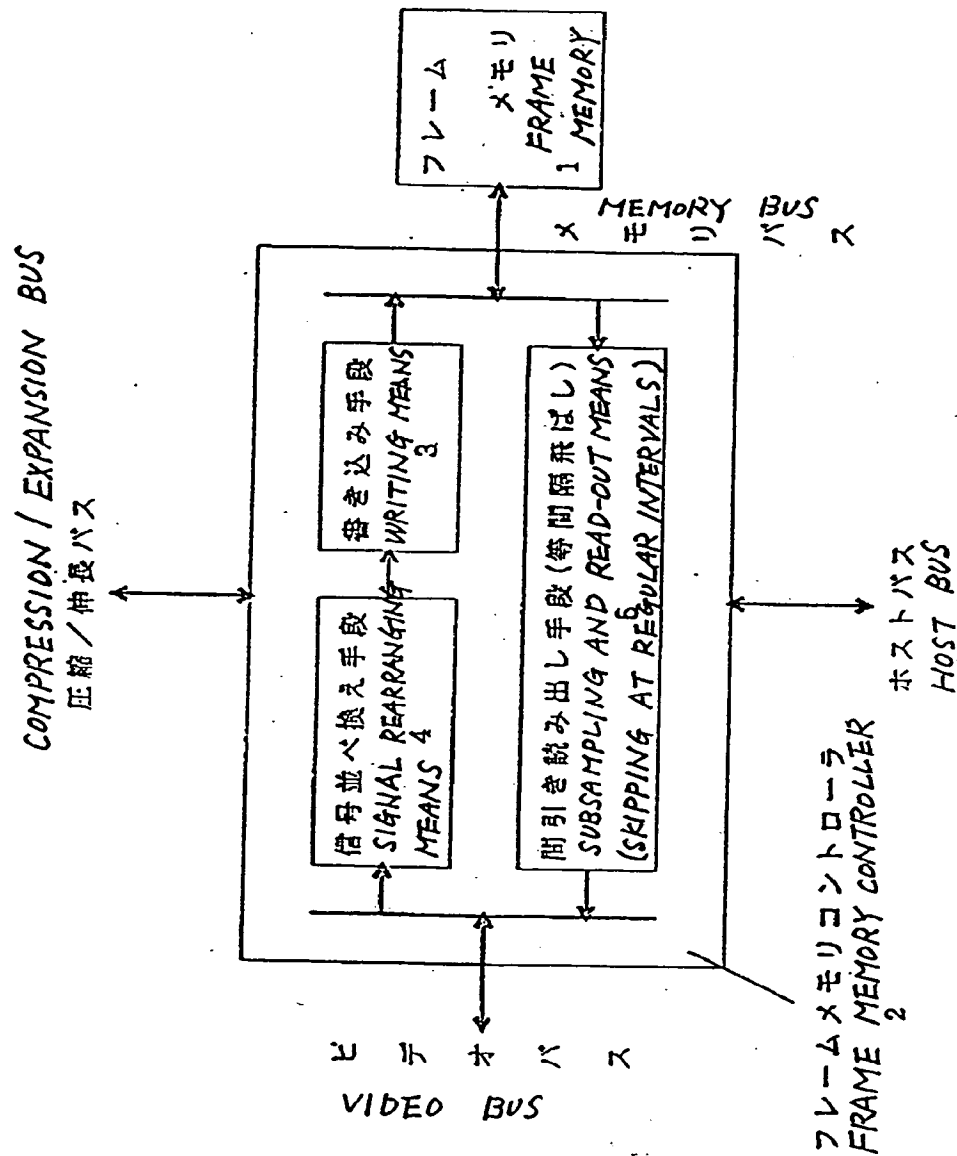 COMPRESSION / EXPANSION BUS
圧縮／伸長バス
フレーム
メモリ
FRAME
1 MEMORY
MEMORY BUS
メモリバス
書き込み手段
WRITING MEANS
3
信号並べ換え手段
SIGNAL REARRANGING
MEANS 4
間引き読み出し手段(等間隔飛ばし)
SUBSAMPLING AND READ-OUT MEANS
(SKIPPING AT REGULAR INTERVALS)
6
ビデオバス
VIDEO BUS
ホストバス
HOST BUS
フレームメモリコントローラ
FRAME MEMORY CONTROLLER
2